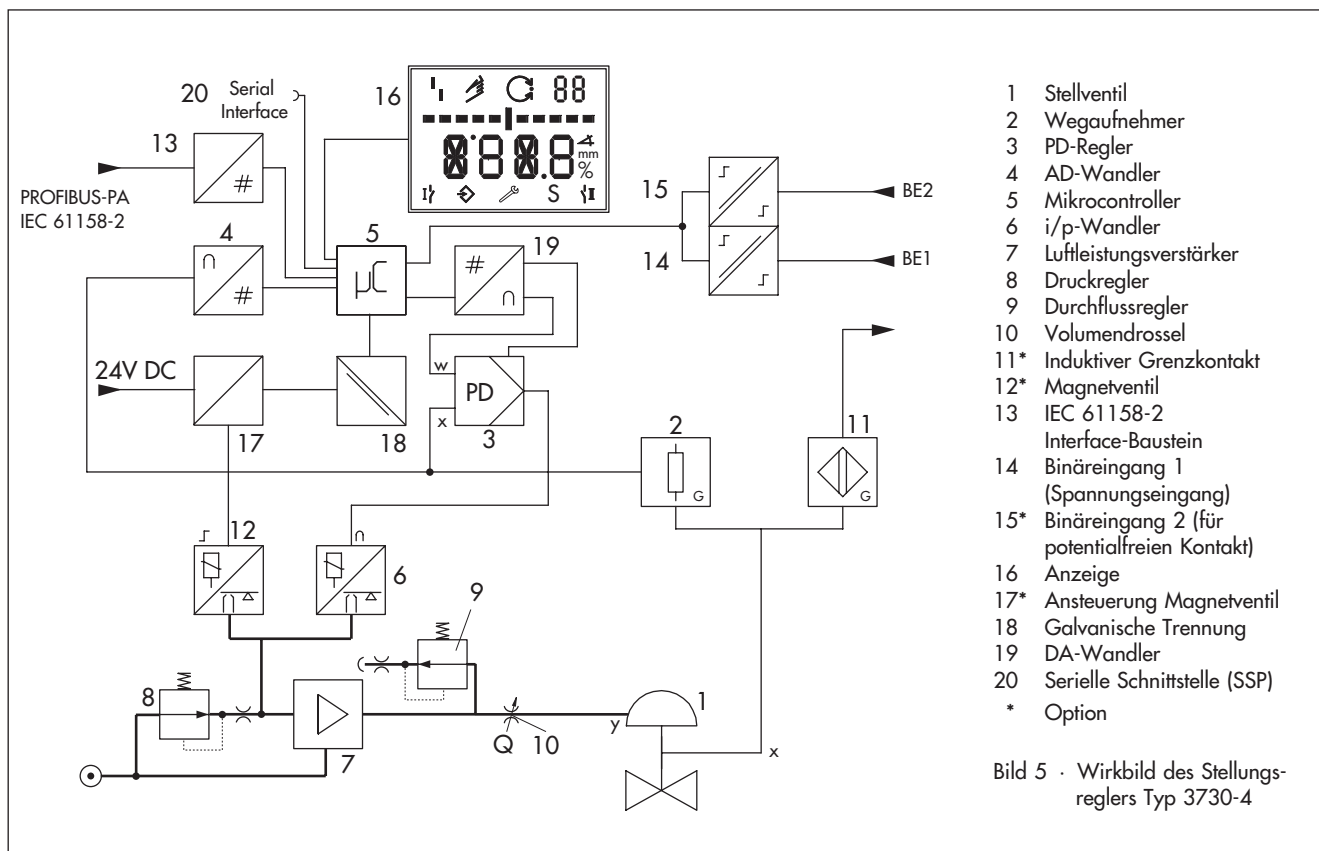 20 Serial
Interface
16
88
8.8 8.8
mm
%
S
13
#
PROFIBUS-PA
IEC 61158-2
4
#
5
µC
#
19
15
BE2
14
BE1
24V DC
17
18
w
PD
x
3
2
G
11
G
12
6
9
8
7
Q
10
y
1
x
1 Stellventil
2 Wegaufnehmer
3 PD-Regler
4 AD-Wandler
5 Mikrocontroller
6 i/p-Wandler
7 Luftleistungsverstärker
8 Druckregler
9 Durchflussregler
10 Volumendrossel
11* Induktiver Grenzkontakt
12* Magnetventil
13 IEC 61158-2
Interface-Baustein
14 Binäreingang 1
(Spannungseingang)
15* Binäreingang 2 (für
potentialfreien Kontakt)
16 Anzeige
17* Ansteuerung Magnetventil
18 Galvanische Trennung
19 DA-Wandler
20 Serielle Schnittstelle (SSP)
* Option
Bild 5 · Wirkbild des Stellungs-
reglers Typ 3730-4